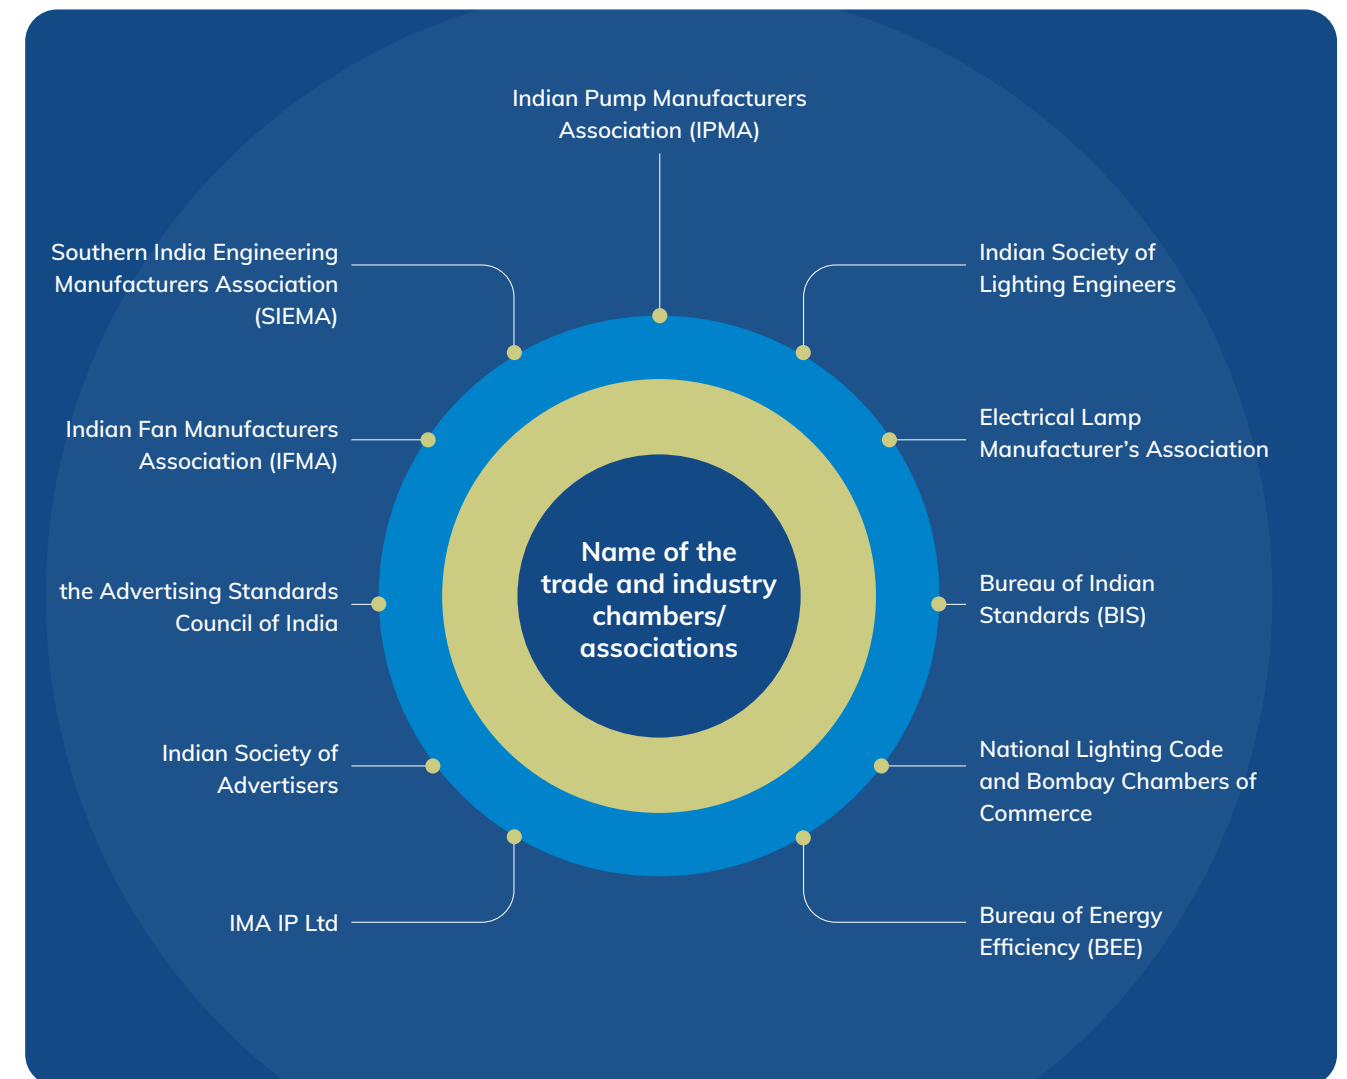 Indian Pump Manufacturers
Association (IPMA)
Southern India Engineering
Manufacturers Association
(SIEMA)
Indian Society of
Lighting Engineers
Indian Fan Manufacturers
Association (IFMA)
Electrical Lamp
Manufacturer’s Association
Name of the
trade and industry
chambers/
associations
the Advertising Standards
Council of India
Bureau of Indian
Standards (BIS)
Indian Society of
Advertisers
National Lighting Code
and Bombay Chambers of
Commerce
IMA IP Ltd
Bureau of Energy
Efficiency (BEE)